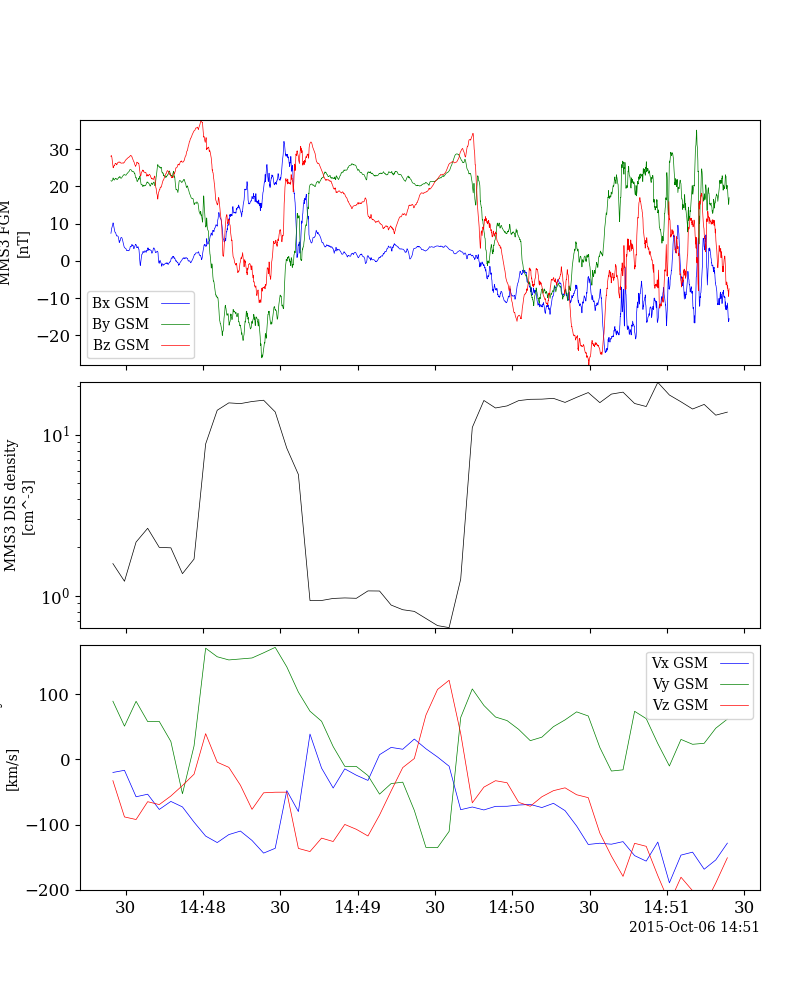 MMS3 FGM
[nT]
30
20
10
0
−10
−20
Bx GSM
By GSM
Bz GSM
MMS3 DIS density
[cm^-3]
10^1
10^0
[km/s]
100
0
−100
−200
Vx GSM
Vy GSM
Vz GSM
30 14:48 30 14:49 30 14:50 30 14:51 30
2015-Oct-06 14:51